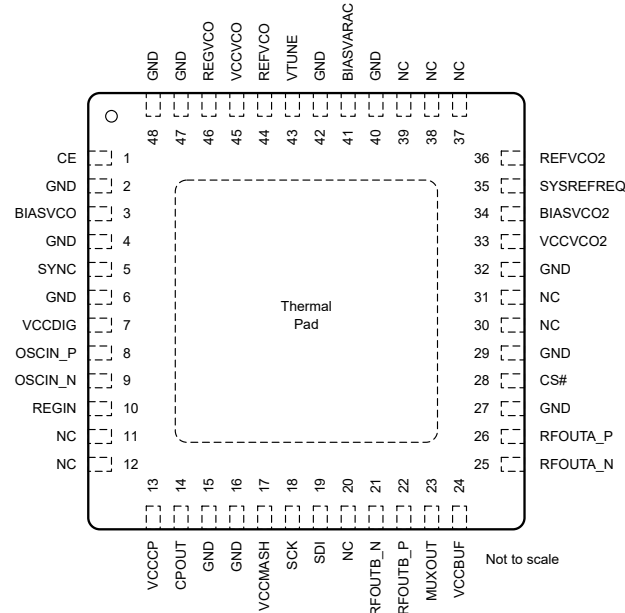 GND
GND
REGVCO
VCCVCO
REFVCO
VTUNE
GND
BIASVARAC
GND
NC
NC
NC
48
47
46
45
44
43
42
41
40
39
38
37
CE 1
GND 2
BIASVCO 3
GND 4
SYNC 5
GND 6
VCCDIG 7
OSCIN_P 8
OSCIN_N 9
REGIN 10
NC 11
NC 12
Thermal
Pad
36 REFVCO2
35 SYSREFREQ
34 BIASVCO2
33 VCCVCO2
32 GND
31 NC
30 NC
29 GND
28 CS#
27 GND
26 RFOUTA_P
25 RFOUTA_N
13
14
15
16
17
18
19
20
21
22
23
24
VCCCP
CPOUT
GND
GND
VCCMASH
SCK
SDI
NC
RFOUTB_N
RFOUTB_P
MUXOUT
VCCBUF
Not to scale